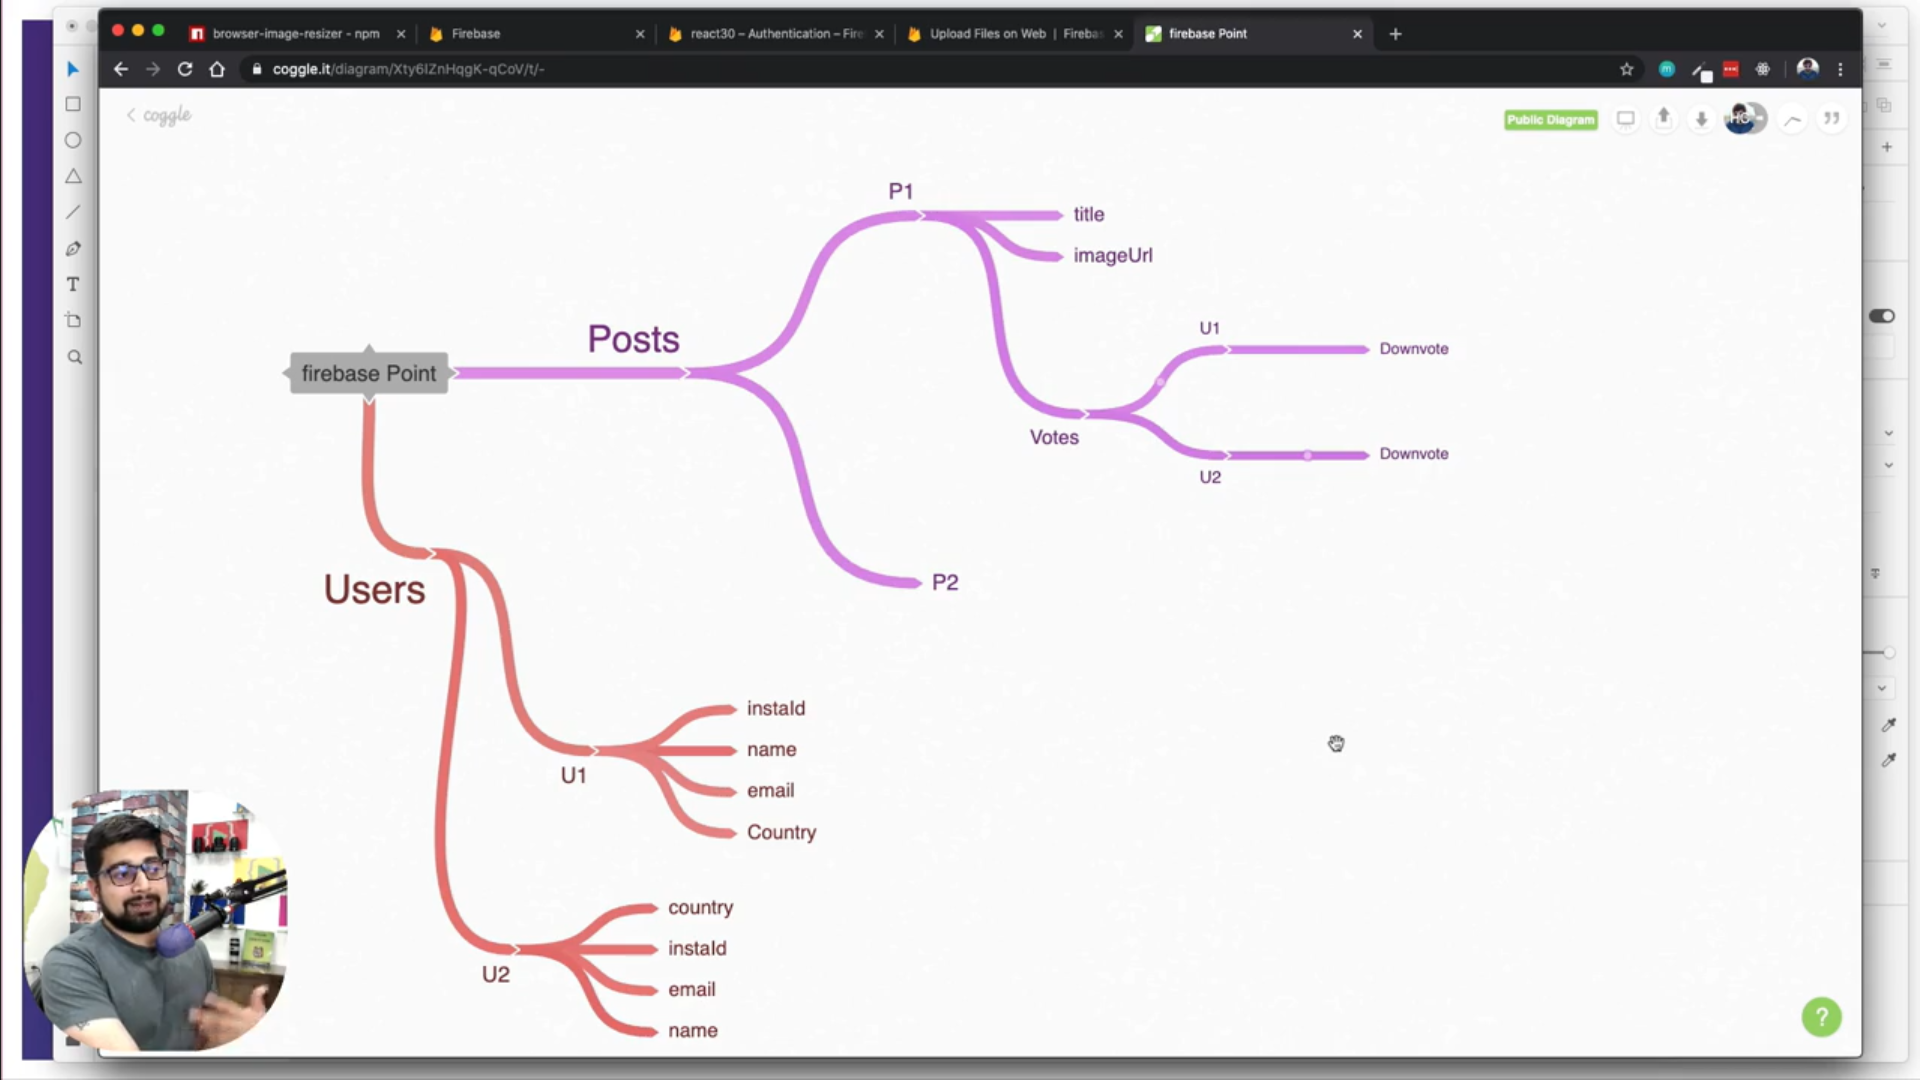 browser-image-resizer - npm
Firebase
react30 – Authentication – Fire
Upload Files on Web | Firebas
firebase Point
coggle.it/diagram/Xty6IZnHqgK-qCoV/t/-
coggle
Public Diagram
HC
P1
title
imageUrl
U1
Downvote
Posts
firebase Point
Votes
Downvote
U2
Users
P2
instaId
name
U1
email
Country
country
instaId
U2
email
name
?